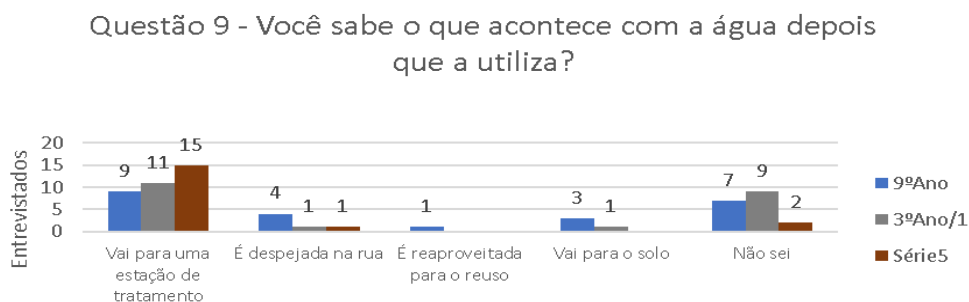 Questão 9 - Você sabe o que acontece com a água depois
que a utiliza?
Entrevistados
20
15
10
5
0
9 11 15
4 1 1
1
3 1
7 9 2
Vai para uma
estação de
tratamento
É despejada na rua
É reaproveitada
para o reuso
Vai para o solo
Não sei
9ºAno
3ºAno/1
Série5